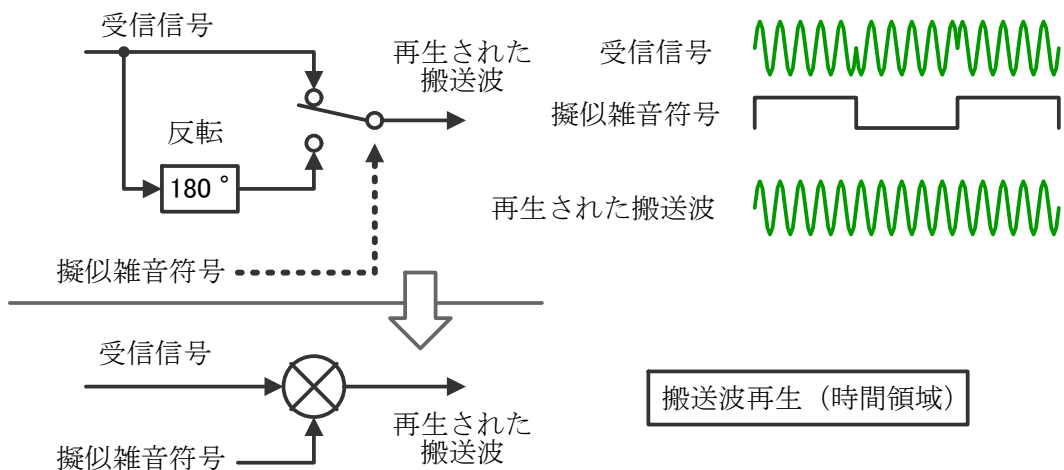 受信信号
再生された
搬送波
反転
180°
擬似雑音符号
受信信号
擬似雑音符号
再生された搬送波
受信信号
再生された
搬送波
擬似雑音符号
搬送波再生（時間領域）